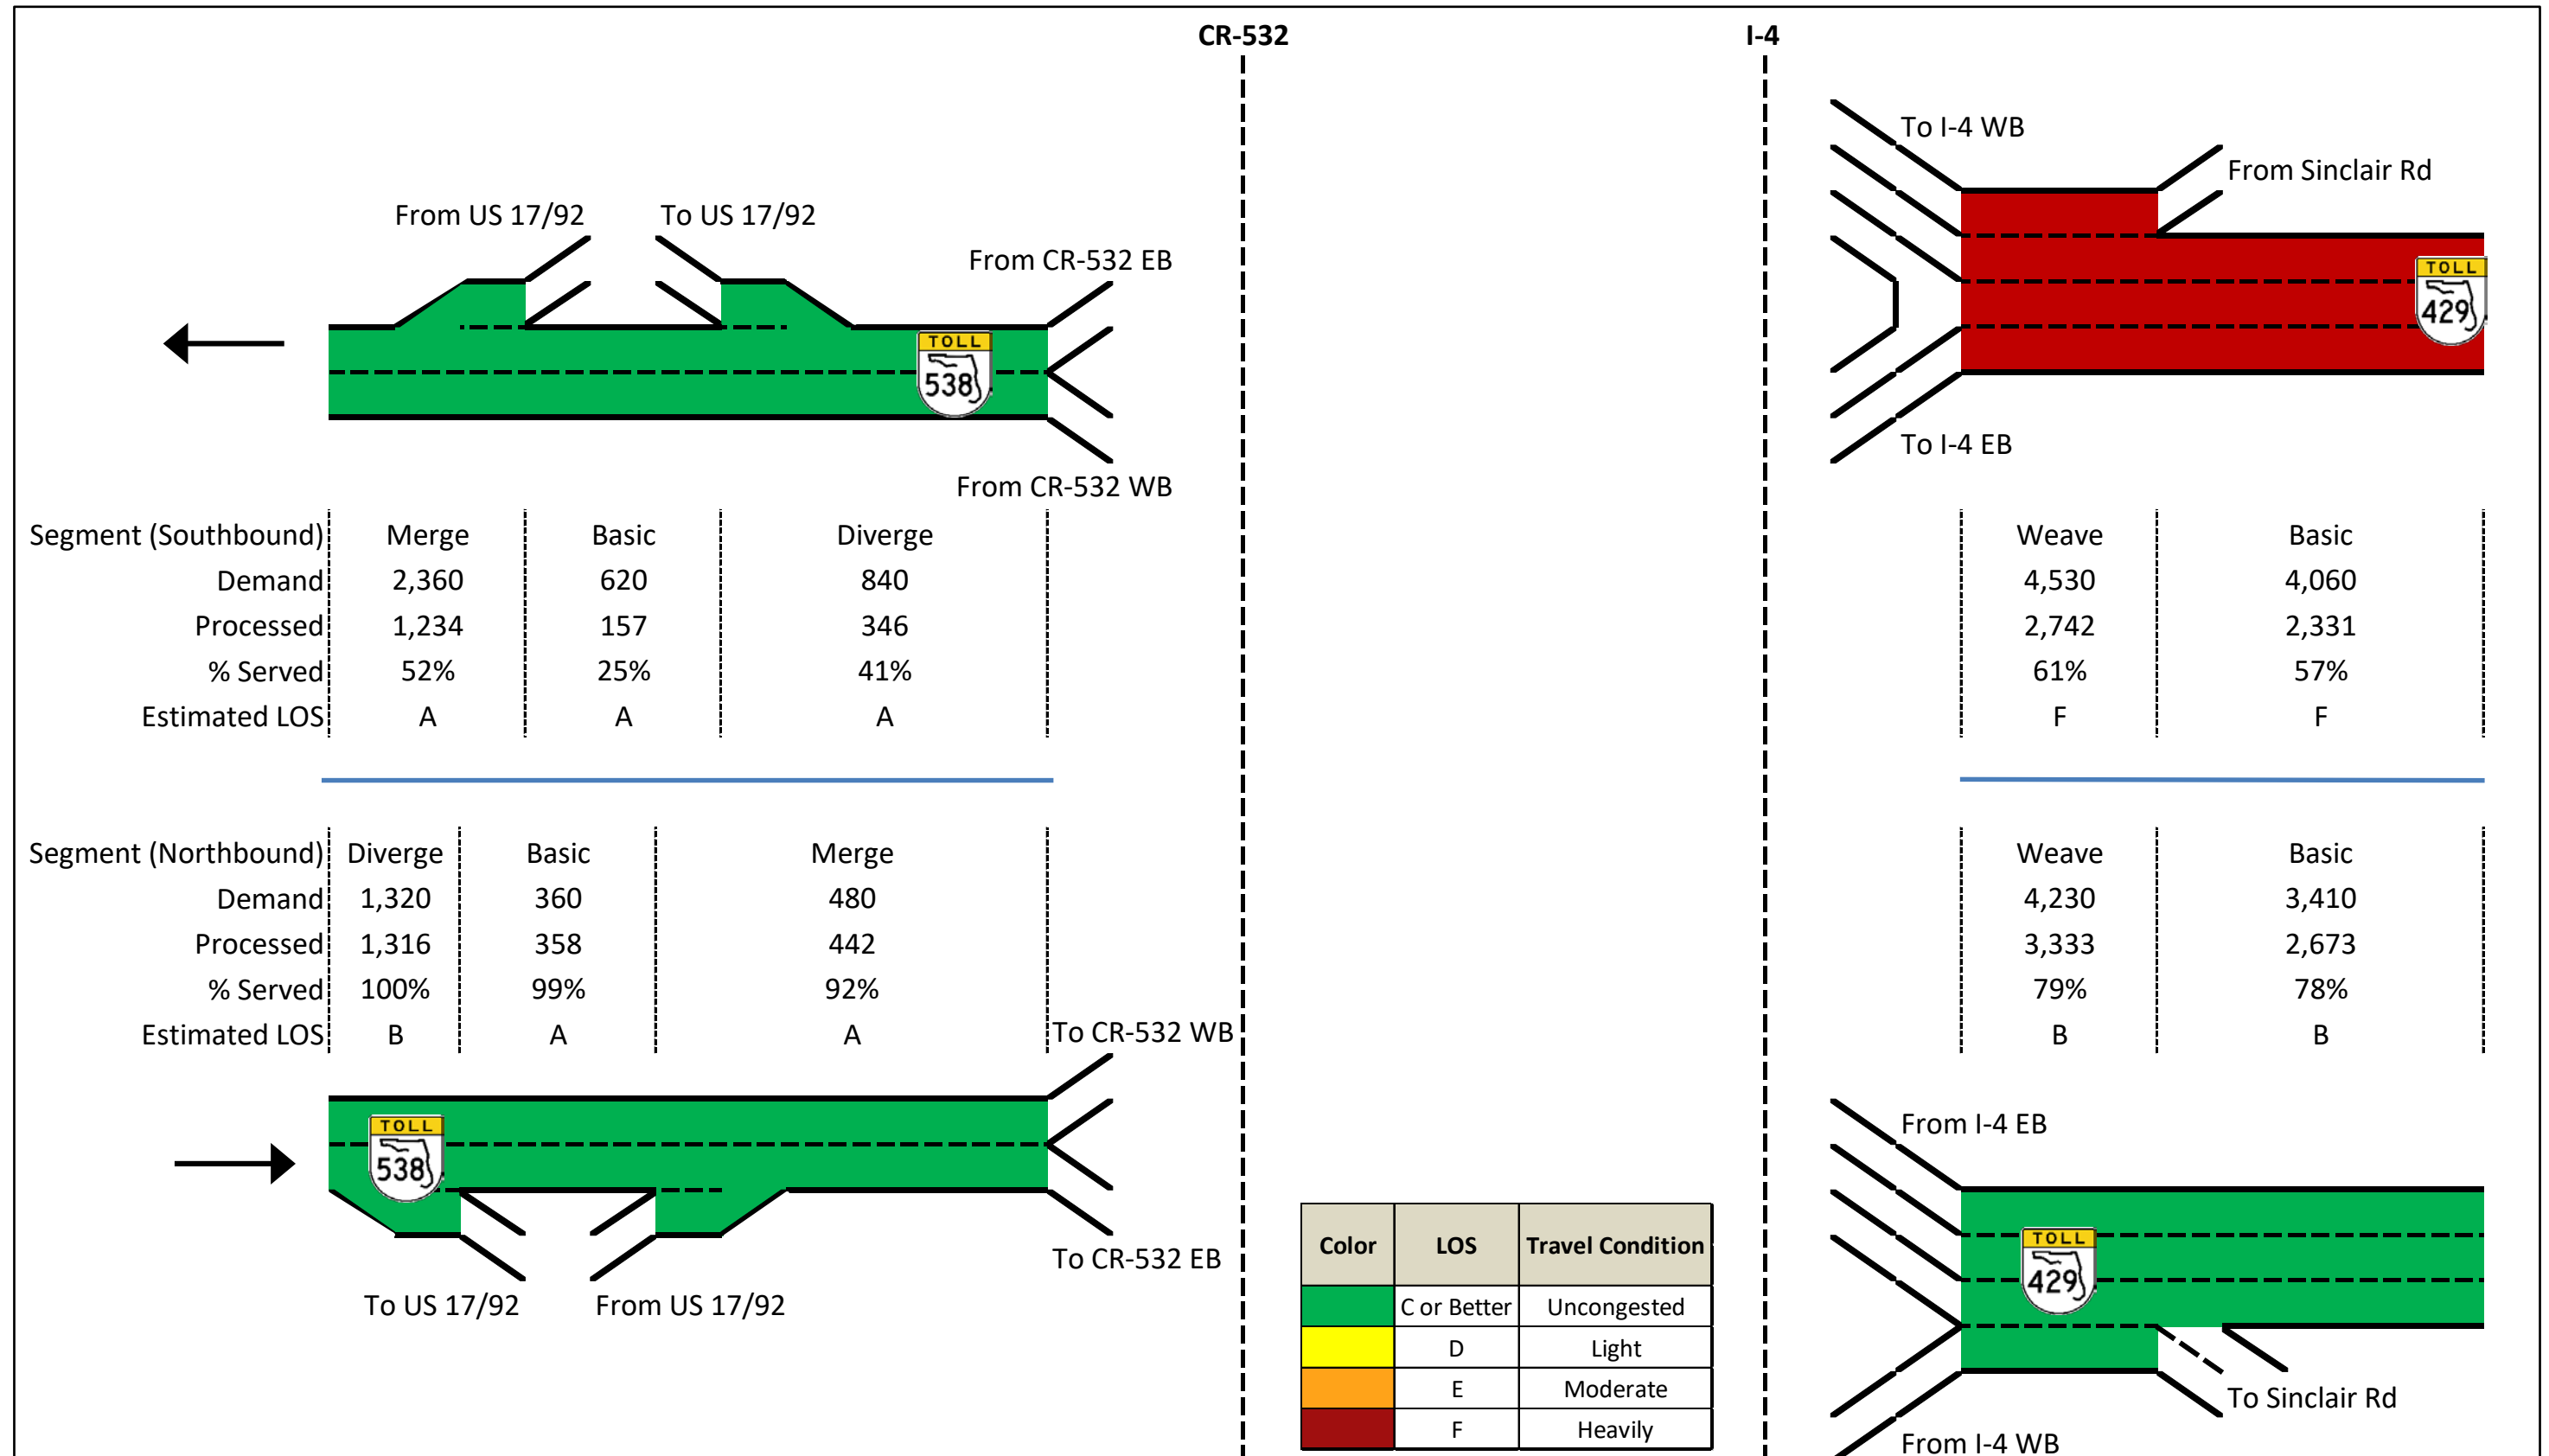 CR-532 I-4
To I-4 WB
From Sinclair Rd
From US 17/92 To US 17/92
From CR-532 EB
TOLL 429
TOLL 538
To I-4 EB
From CR-532 WB
Segment (Southbound) Merge Basic Diverge Weave Basic
Demand 2,360 620 840 4,530 4,060
Processed 1,234 157 346 2,742 2,331
% Served 52% 25% 41% 61% 57%
Estimated LOS A A A F F
Segment (Northbound) Diverge Basic Merge Weave Basic
Demand 1,320 360 480 4,230 3,410
Processed 1,316 358 442 3,333 2,673
% Served 100% 99% 92% 79% 78%
Estimated LOS B A A B B
To CR-532 WB
TOLL 538
From I-4 EB
To CR-532 EB
TOLL 429
To US 17/92 From US 17/92
Color LOS Travel Condition
C or Better Uncongested
D Light
E Moderate
F Heavily
To Sinclair Rd
From I-4 WB